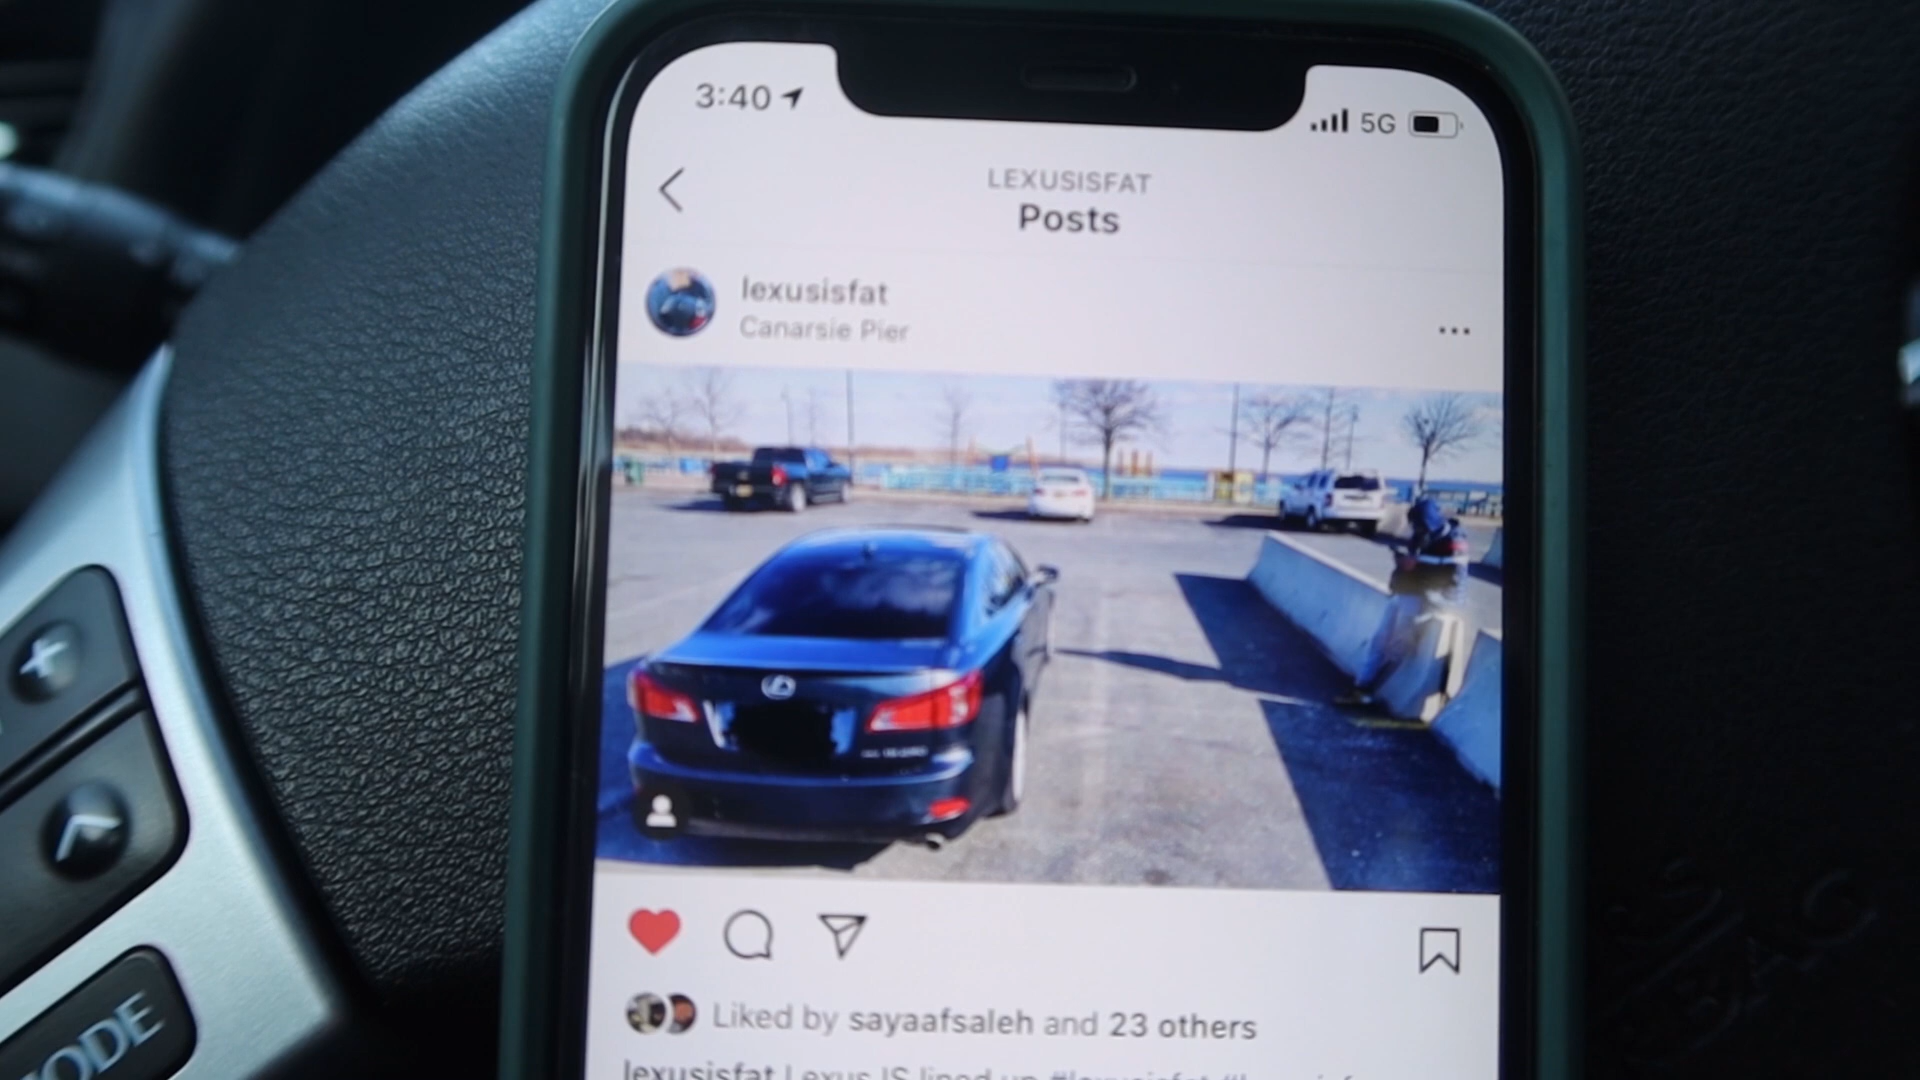 3:40
5G
LEXUSISFAT
Posts
lexusisfat
Canarsie Pier
Liked by sayaafsaleh and 23 others
lexusisfat Lexus IS lined up #lexusisfat
MODE